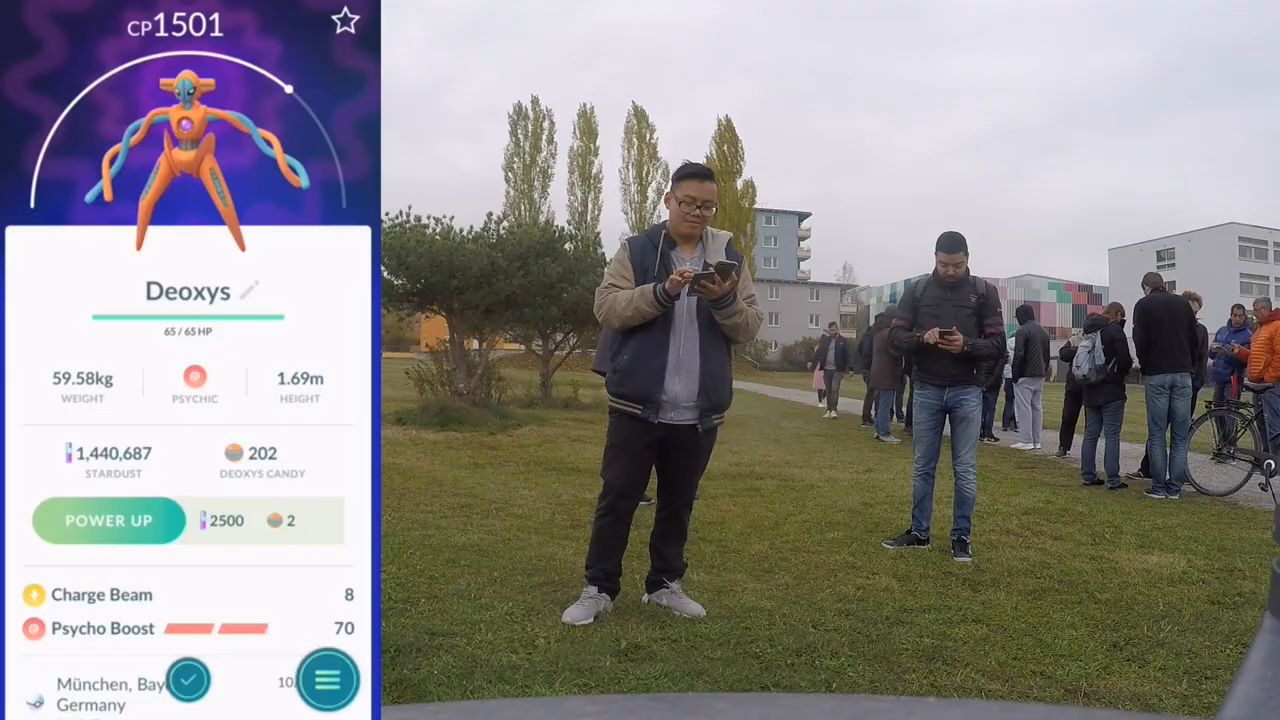 CP1501
Deoxys
65 / 65 HP
59.58kg
WEIGHT
PSYCHIC
1.69m
HEIGHT
1,440,687
STARDUST
202
DEOXYS CANDY
POWER UP
2500
2
Charge Beam 8
Psycho Boost 70
München, Bay
Germany
10